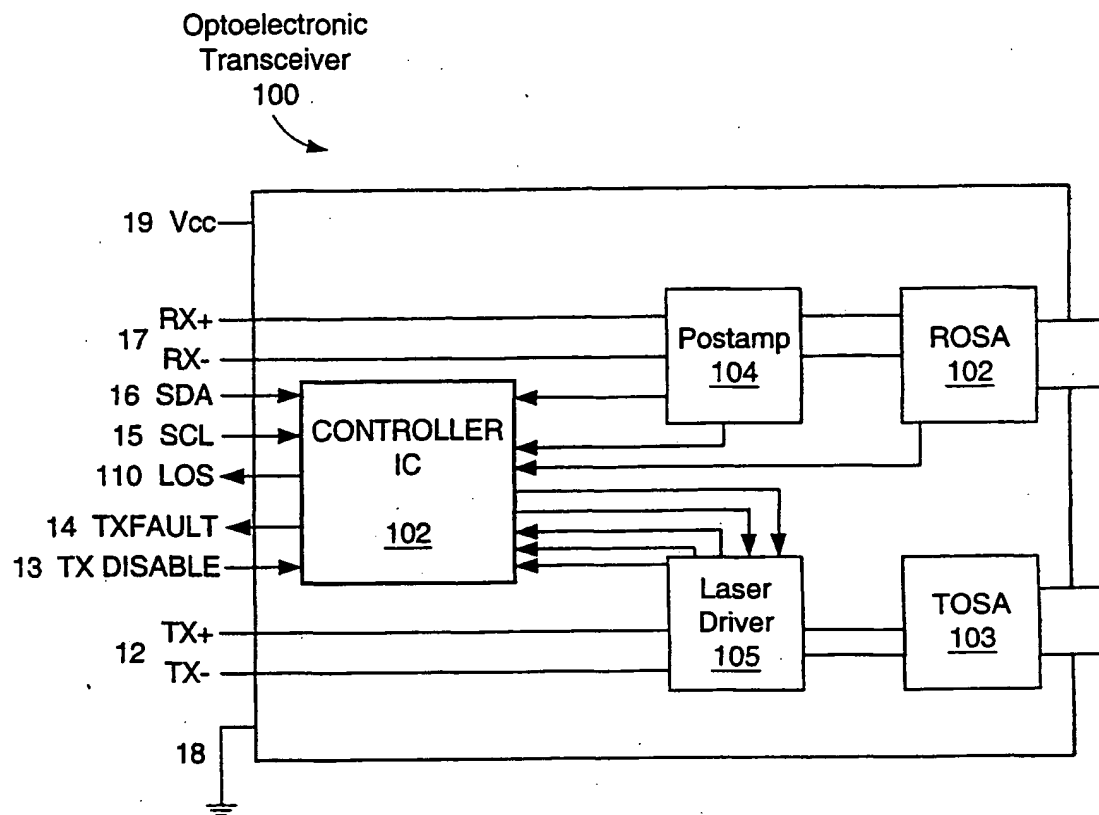 Optoelectronic
Transceiver
100
19 Vcc
17
RX+
RX-
16 SDA
15 SCL
110 LOS
14 TXFAULT
13 TX DISABLE
12
TX+
TX-
18
CONTROLLER
IC
102
Postamp
104
ROSA
102
Laser
Driver
105
TOSA
103